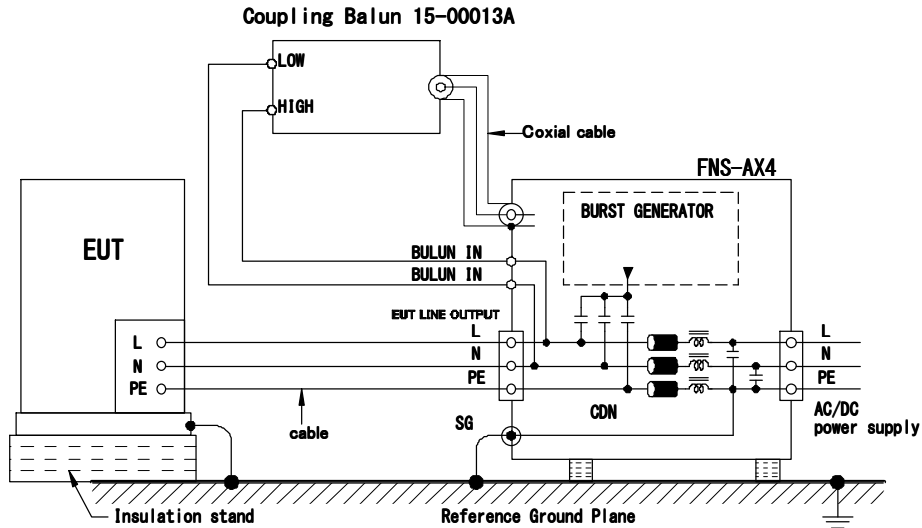 Coupling Balun 15-00013A
LOW
HIGH
Coxial cable
FNS-AX4
BURST GENERATOR
EUT
BULUN IN
BULUN IN
EUT LINE OUTPUT
L
N
PE
L
N
PE
L
N
PE
cable
SG
CDN
AC/DC
power supply
Insulation stand
Reference Ground Plane